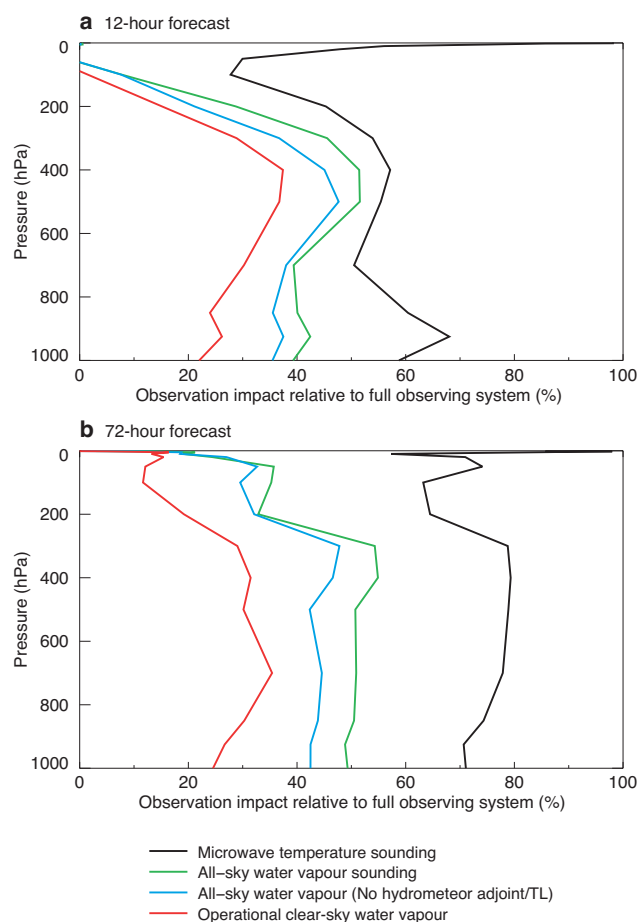 a 12-hour forecast
0
200
400
600
800
1000
Pressure (hPa)
0 20 40 60 80 100
Observation impact relative to full observing system (%)
b 72-hour forecast
0
200
400
600
800
1000
Pressure (hPa)
0 20 40 60 80 100
Observation impact relative to full observing system (%)
Microwave temperature sounding
All–sky water vapour sounding
All–sky water vapour (No hydrometeor adjoint/TL)
Operational clear-sky water vapour